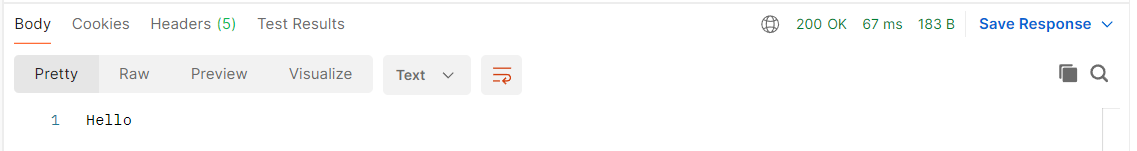 Body Cookies Headers (5) Test Results 200 OK 67 ms 183 B Save Response
Pretty Raw Preview Visualize Text
1 Hello